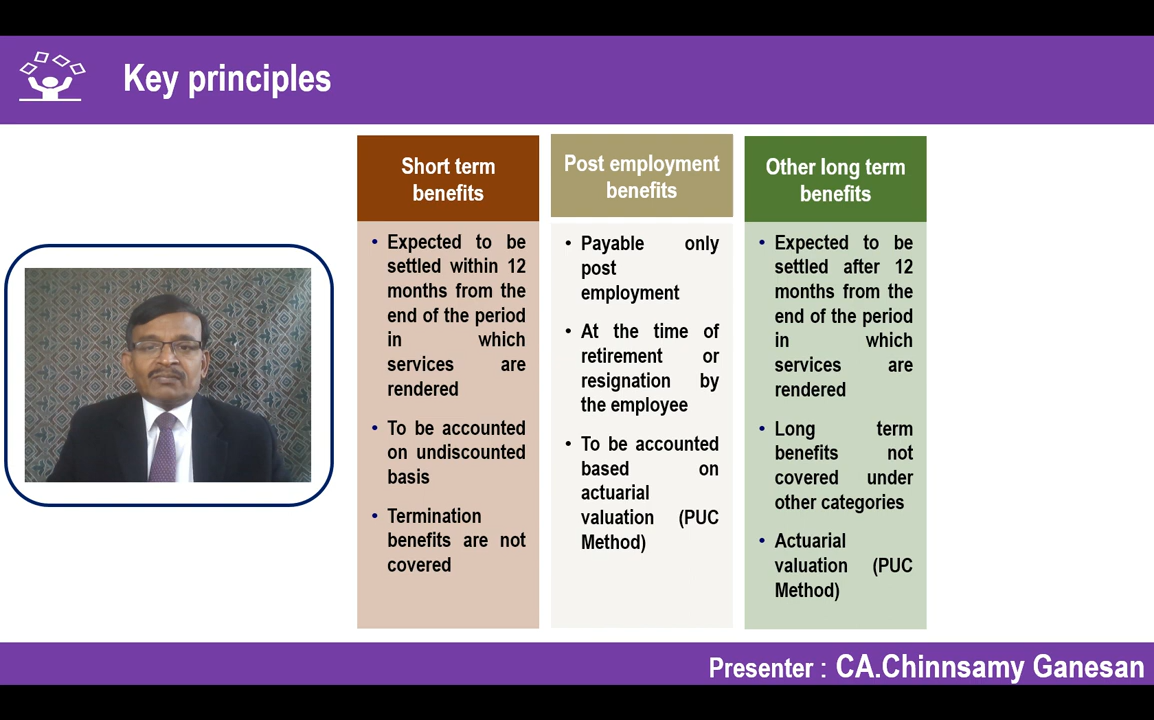 Key principles
Short term
benefits
Expected to be
settled within 12
months from the
end of the period
in which
services are
rendered
To be accounted
on undiscounted
basis
Termination
benefits are not
covered
Post employment
benefits
Payable only
post
employment
At the time of
retirement or
resignation by
the employee
To be accounted
based on
actuarial
valuation (PUC
Method)
Other long term
benefits
Expected to be
settled after 12
months from the
end of the period
in which
services are
rendered
Long term
benefits not
covered under
other categories
Actuarial
valuation (PUC
Method)
Presenter : CA.Chinnsamy Ganesan